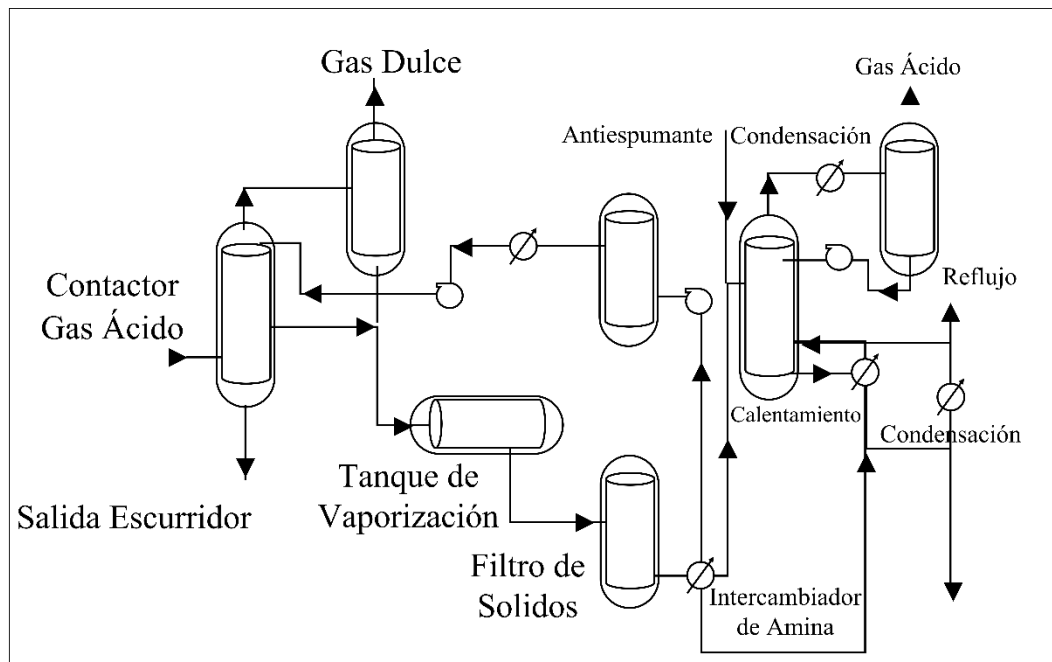 Gas Dulce
Gas Ácido
Antiespumante
Condensación
Contactor
Gas Ácido
Reflujo
Calentamiento
Condensación
Tanque de
Vaporización
Salida Escurridor
Filtro de
Solidos
Intercambiador
de Amina